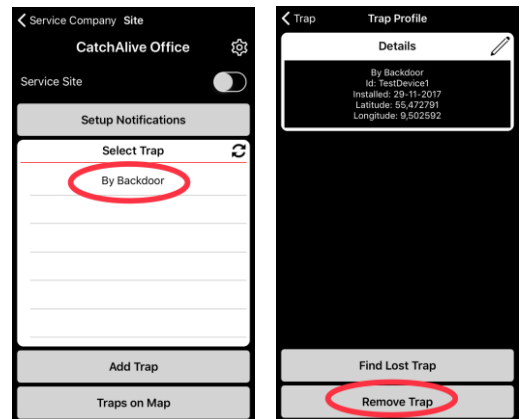 Service Company Site
CatchAlive Office
Service Site
Setup Notifications
Select Trap
By Backdoor
Add Trap
Traps on Map
Trap Trap Profile
Details
By Backdoor
Id: TestDevice1
Installed: 29-11-2017
Latitude: 55,472791
Longitude: 9,502592
Find Lost Trap
Remove Trap